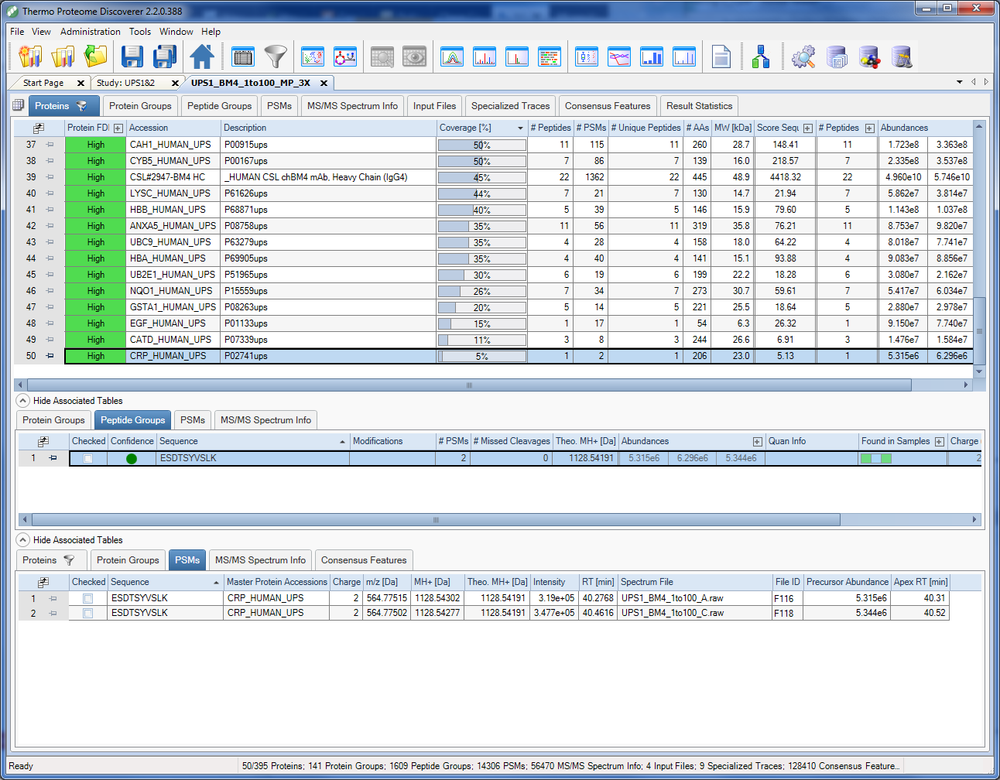 Thermo Proteome Discoverer 2.2.0.388
File View Administration Tools Window Help
Start Page Study: UPS1&2 UPS1_BM4_1to100_MP_3X
Proteins Protein Groups Peptide Groups PSMs MS/MS Spectrum Info Input Files Specialized Traces Consensus Features Result Statistics
Protein FDI Accession Description Coverage [%] # Peptides # PSMs # Unique Peptides # AAs MW [kDa] Score Sequ # Peptides Abundances
37 High CAH1_HUMAN_UPS P00915ups 50% 11 115 11 260 28.7 148.41 11 1.723e8 3.363e8
38 High CYB5_HUMAN_UPS P00167ups 50% 7 86 7 139 16.0 218.57 7 2.335e8 3.537e8
39 High CSL#2947-BM4 HC _HUMAN CSL chBM4 mAb, Heavy Chain (IgG4) 45% 22 1362 22 445 48.9 4418.32 22 4.960e10 5.746e10
40 High LYSC_HUMAN_UPS P61626ups 44% 7 21 7 130 14.7 21.94 7 5.862e7 3.814e7
41 High HBB_HUMAN_UPS P68871ups 40% 5 39 5 146 15.9 79.60 5 1.143e8 1.037e8
42 High ANXA5_HUMAN_UPS P08758ups 35% 11 56 11 319 35.8 76.21 11 8.753e7 9.820e7
43 High UBC9_HUMAN_UPS P63279ups 35% 4 28 4 158 18.0 64.22 4 8.018e7 7.741e7
44 High HBA_HUMAN_UPS P69905ups 35% 4 40 4 141 15.1 93.88 4 9.083e7 8.856e7
45 High UB2E1_HUMAN_UPS P51965ups 30% 6 19 6 199 22.2 18.28 6 3.080e7 2.162e7
46 High NQO1_HUMAN_UPS P15559ups 26% 7 34 7 273 30.7 59.61 7 5.417e7 6.034e7
47 High GSTA1_HUMAN_UPS P08263ups 20% 5 14 5 221 25.5 18.64 5 2.880e7 2.978e7
48 High EGF_HUMAN_UPS P01133ups 15% 1 17 1 54 6.3 26.32 1 9.150e7 7.740e7
49 High CATD_HUMAN_UPS P07339ups 11% 3 8 3 244 26.6 6.91 3 1.476e7 1.584e7
50 High CRP_HUMAN_UPS P02741ups 5% 1 2 1 206 23.0 5.13 1 5.315e6 6.296e6
Hide Associated Tables
Protein Groups Peptide Groups PSMs MS/MS Spectrum Info
Checked Confidence Sequence Modifications # PSMs # Missed Cleavages Theo. MH+ [Da] Abundances Quan Info Found in Samples Charge
1 ESDTSYVSLK 2 0 1128.54191 5.315e6 6.296e6 5.344e6 2
Hide Associated Tables
Proteins Protein Groups PSMs MS/MS Spectrum Info Consensus Features
Checked Sequence Master Protein Accessions Charge m/z [Da] MH+ [Da] Theo. MH+ [Da] Intensity RT [min] Spectrum File File ID Precursor Abundance Apex RT [min]
1 ESDTSYVSLK CRP_HUMAN_UPS 2 564.77515 1128.54302 1128.54191 3.19e+05 40.2768 UPS1_BM4_1to100_A.raw F116 5.315e6 40.31
2 ESDTSYVSLK CRP_HUMAN_UPS 2 564.77502 1128.54277 1128.54191 3.477e+05 40.4616 UPS1_BM4_1to100_C.raw F118 5.344e6 40.52
Ready 50/395 Proteins; 141 Protein Groups; 1609 Peptide Groups; 14306 PSMs; 56470 MS/MS Spectrum Info; 4 Input Files; 9 Specialized Traces; 128410 Consensus Feature...